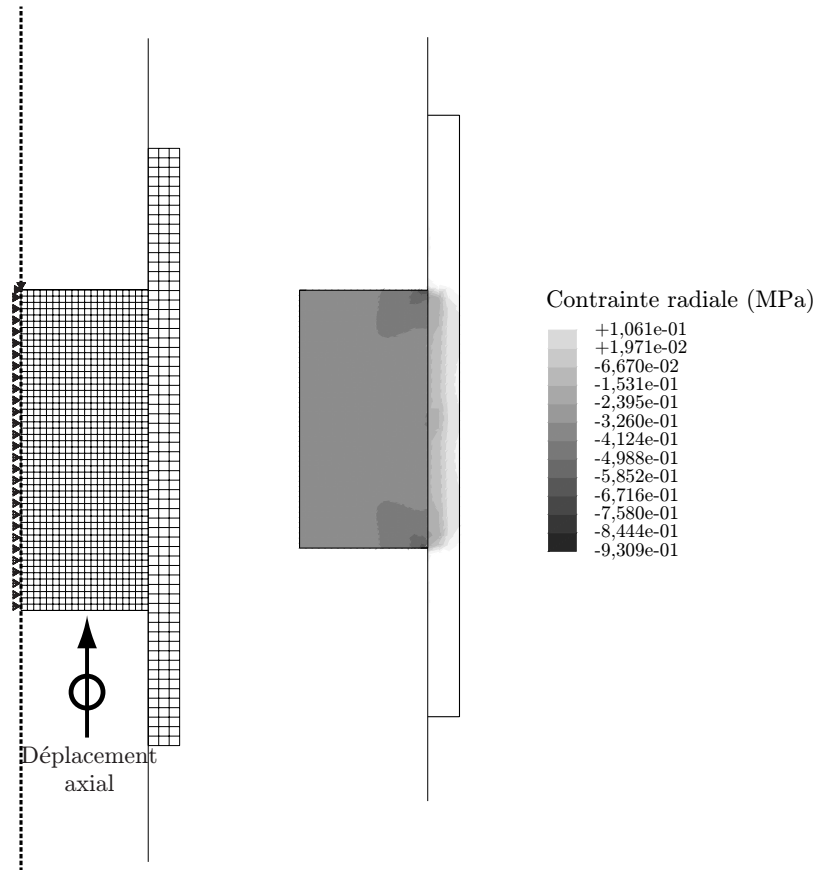 Contrainte radiale (MPa)
+1,061e-01
+1,971e-02
-6,670e-02
-1,531e-01
-2,395e-01
-3,260e-01
-4,124e-01
-4,988e-01
-5,852e-01
-6,716e-01
-7,580e-01
-8,444e-01
-9,309e-01
Déplacement
axial